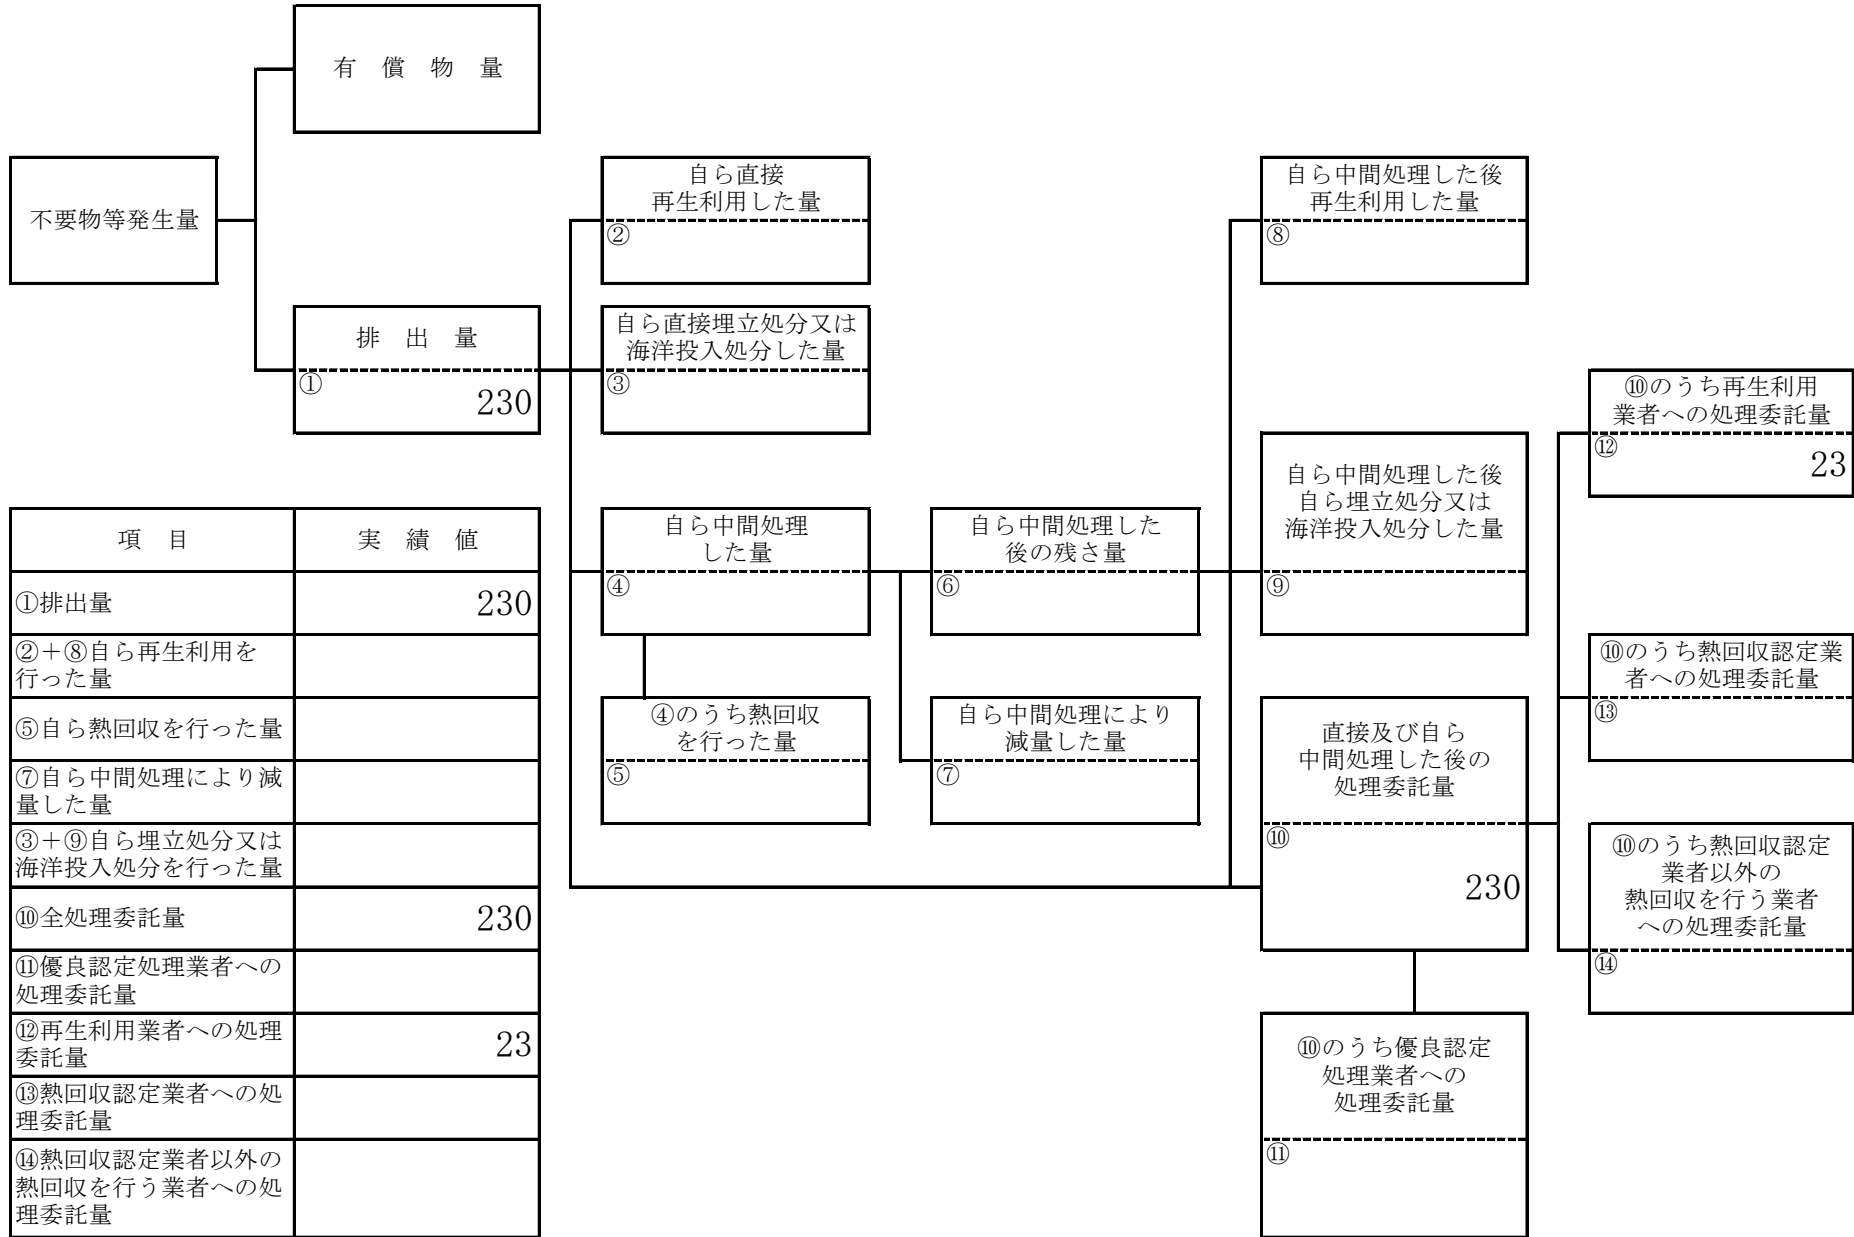 有　償　物　量
不要物等発生量
排　出　量
①
230
自ら直接
再生利用した量
②
自ら直接埋立処分又は
海洋投入処分した量
③
自ら中間処理
した量
④
④のうち熱回収
を行った量
⑤
自ら中間処理した
後の残さ量
⑥
自ら中間処理により
減量した量
⑦
自ら中間処理した後
再生利用した量
⑧
自ら中間処理した後
自ら埋立処分又は
海洋投入処分した量
⑨
直接及び自ら
中間処理した後の
処理委託量
⑩
230
⑩のうち優良認定
処理業者への
処理委託量
⑪
⑩のうち再生利用
業者への処理委託量
⑫
23
⑩のうち熱回収認定業
者への処理委託量
⑬
⑩のうち熱回収認定
業者以外の
熱回収を行う業者
への処理委託量
⑭
項　目
実　績　値
①排出量
230
②＋⑧自ら再生利用を
行った量
⑤自ら熱回収を行った量
⑦自ら中間処理により減
量した量
③＋⑨自ら埋立処分又は
海洋投入処分を行った量
⑩全処理委託量
230
⑪優良認定処理業者への
処理委託量
⑫再生利用業者への処理
委託量
23
⑬熱回収認定業者への処
理委託量
⑭熱回収認定業者以外の
熱回収を行う業者への処
理委託量